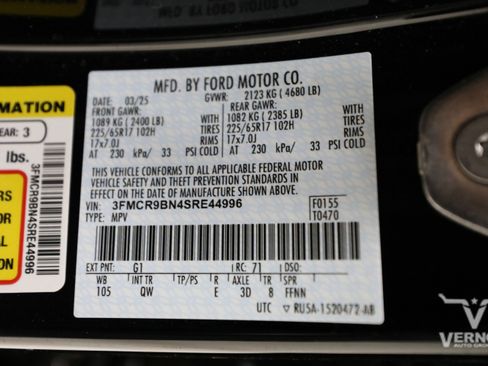 MFD. BY FORD MOTOR CO.
DATE: 03/25 GVWR: 2123 KG ( 4680 LB)
FRONT GAWR: REAR GAWR:
1089 KG ( 2400 LB) WITH 1082 KG ( 2385 LB) WITH
225/65R17 102H TIRES 225/65R17 102H TIRES
17x7.0J RIMS 17x7.0J RIMS
AT 230 kPa/ 33 PSI COLD AT 230 kPa/ 33 PSI COLD
THIS VEHICLE CONFORMS TO ALL APPLICABLE FEDERAL MOTOR
VEHICLE SAFETY AND THEFT PREVENTION STANDARDS IN
EFFECT ON THE DATE OF MANUFACTURE SHOWN ABOVE.
VIN: 3FMCR9BN4SRE44996 F0155
TYPE: MPV T0470
EXT PNT: G1 RC: 71 DSO:
WB INT TR TP/PS R AXLE TR SPR
105 QW E 3D 8 FFNN
UTC RU5A-1520472-AB
MATION
EAR: 3
lbs.
3FMCR9BN4SRE44996
AUTO GROUP